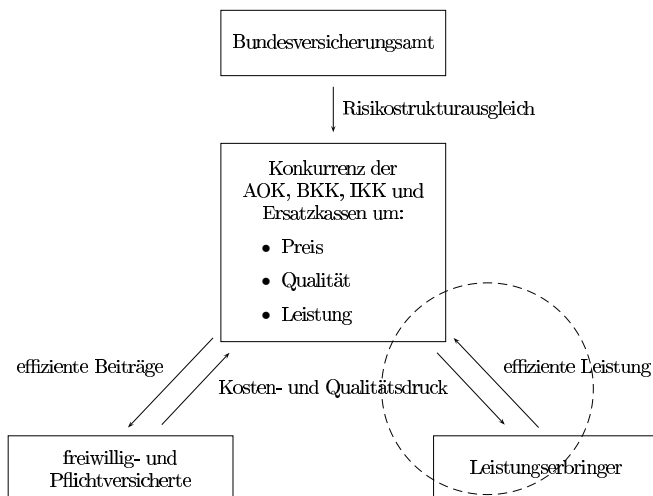 Bundesversicherungsamt
Risikostrukturausgleich
Konkurrenz der
AOK, BKK, IKK und
Ersatzkassen um:
• Preis
• Qualität
• Leistung
effiziente Beiträge
effiziente Leistung
Kosten- und Qualitätsdruck
freiwillig- und
Pflichtversicherte
Leistungserbringer